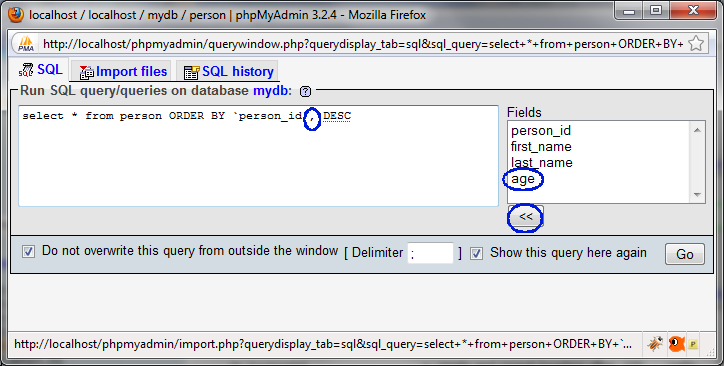 localhost / localhost / mydb / person | phpMyAdmin 3.2.4 - Mozilla Firefox
PMA http://localhost/phpmyadmin/querywindow.php?querydisplay_tab=sql&sql_query=select+*+from+person+ORDER+BY+
SQL Import files SQL history
Run SQL query/queries on database mydb: ?
select * from person ORDER BY `person_id`, DESC
Fields
person_id
first_name
last_name
age
<<
Do not overwrite this query from outside the window [ Delimiter ; ] Show this query here again Go
http://localhost/phpmyadmin/import.php?querydisplay_tab=sql&sql_query=select+*+from+person+ORDER+BY+`... P